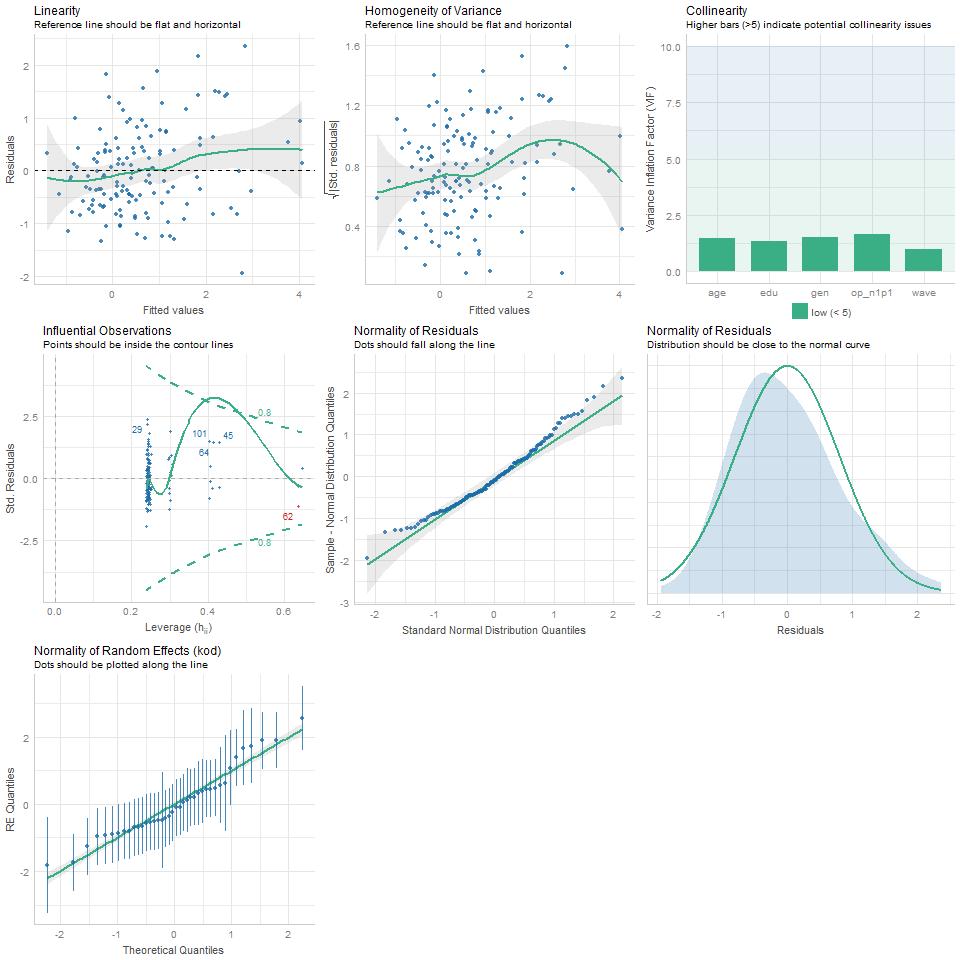 Linearity
Reference line should be flat and horizontal
Residuals
2
1
0
-1
-2
0
2
4
Fitted values
Homogeneity of Variance
Reference line should be flat and horizontal
√|Std. residuals|
1.6
1.2
0.8
0.4
0
1
2
3
4
Fitted values
Collinearity
Higher bars (>5) indicate potential collinearity issues
Variance Inflation Factor (VIF)
10.0
7.5
5.0
2.5
0.0
age edu gen op_n1p1 wave
low (< 5)
Influential Observations
Points should be inside the contour lines
Std. Residuals
2.5
0.0
-2.5
0.8
29
101
45
64
62
0.8
0.0
0.2
0.4
0.6
Leverage (hii)
Normality of Residuals
Dots should fall along the line
Sample - Normal Distribution Quantiles
2
1
0
-1
-2
-3
-2
-1
0
1
2
Standard Normal Distribution Quantiles
Normality of Residuals
Distribution should be close to the normal curve
-2
-1
0
1
2
Residuals
Normality of Random Effects (kod)
Dots should be plotted along the line
RE Quantiles
2
0
-2
-2
-1
0
1
2
Theoretical Quantiles